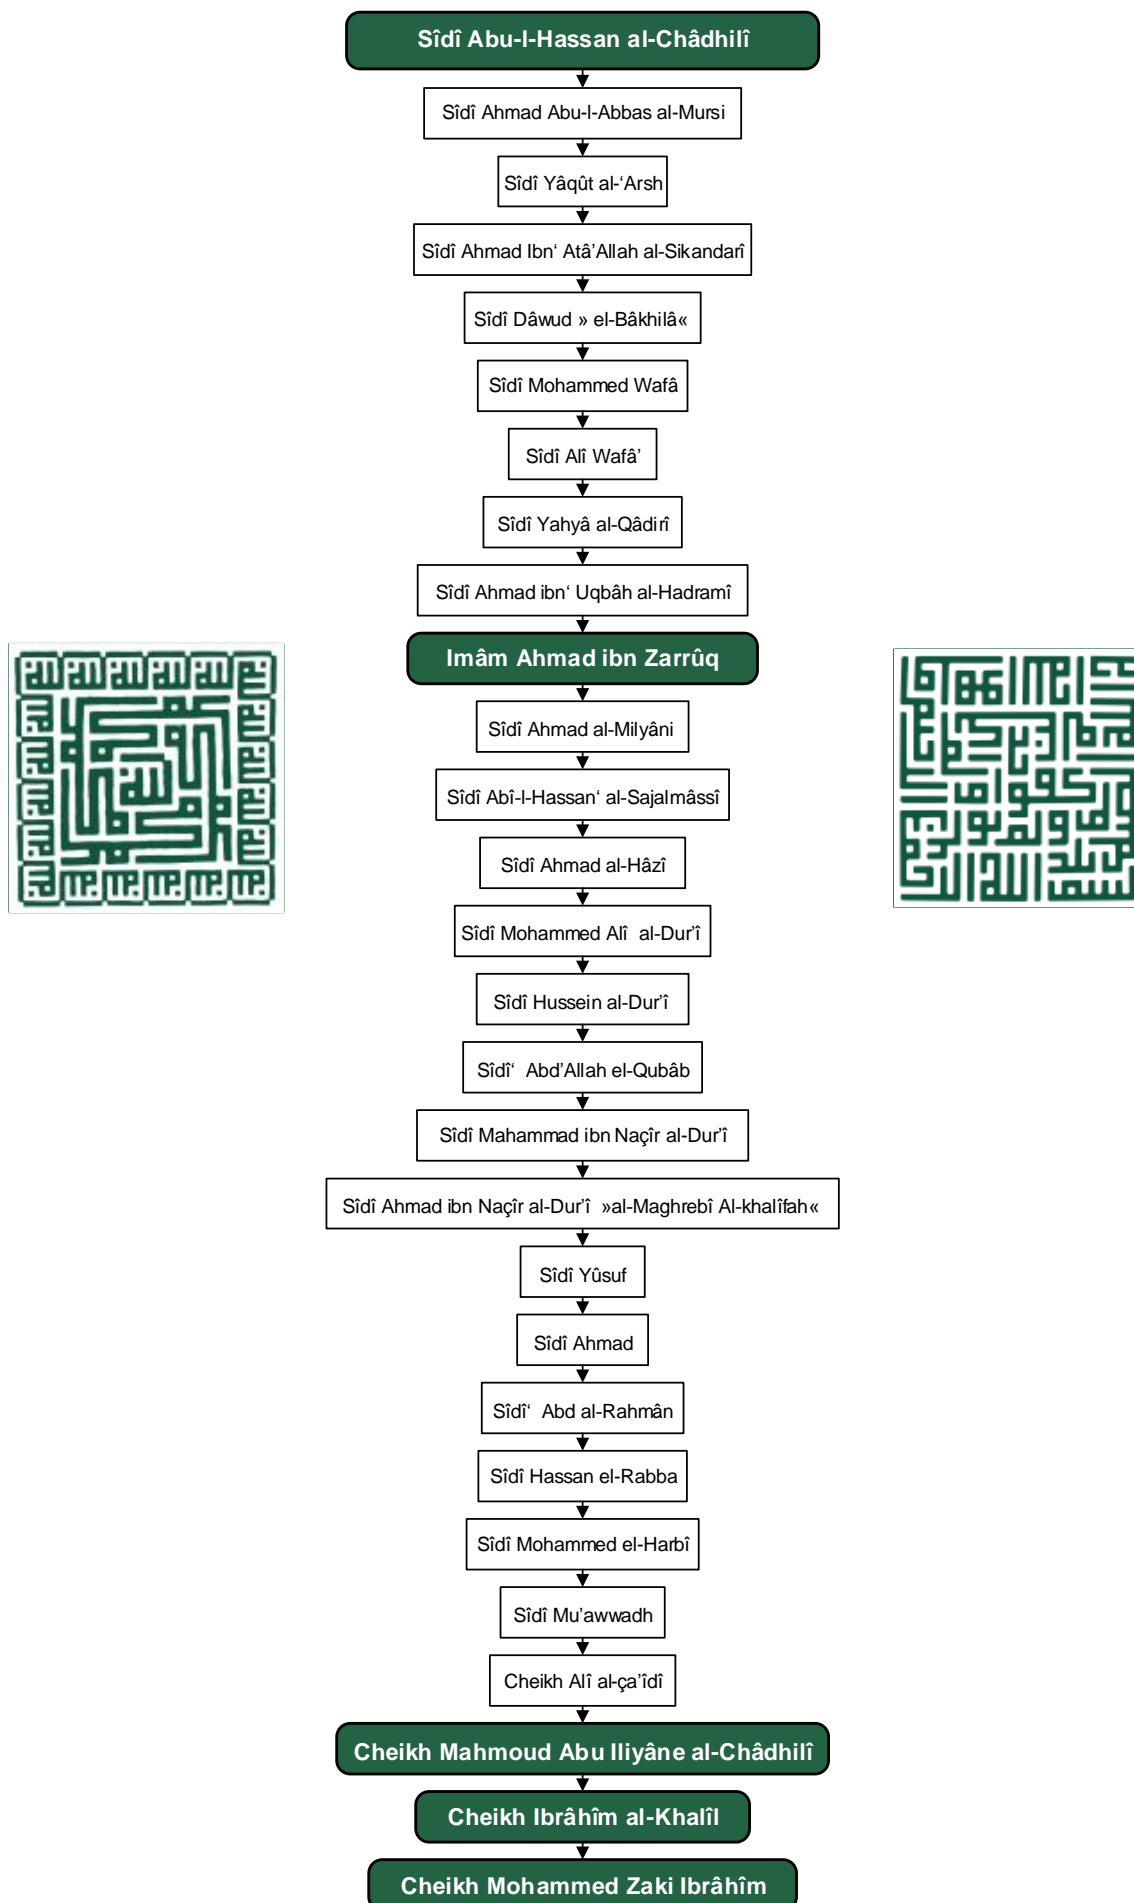 Sîdî Abu-l-Hassan al-Châdhilî
Sîdî Ahmad Abu-l-Abbas al-Mursi
Sîdî Yâqût al-‘Arsh
Sîdî Ahmad Ibn‘ Atâ’Allah al-Sikandarî
Sîdî Dâwud » el-Bâkhilâ«
Sîdî Mohammed Wafâ
Sîdî Alî Wafâ’
Sîdî Yahyâ al-Qâdirî
Sîdî Ahmad ibn‘ Uqbâh al-Hadramî
Imâm Ahmad ibn Zarrûq
Sîdî Ahmad al-Milyâni
Sîdî Abî-l-Hassan‘ al-Sajalmâssî
Sîdî Ahmad al-Hâzî
Sîdî Mohammed Alî al-Dur’î
Sîdî Hussein al-Dur’î
Sîdî‘ Abd’Allah el-Qubâb
Sîdî Mahammad ibn Naçîr al-Dur’î
Sîdî Ahmad ibn Naçîr al-Dur’î »al-Maghrebî Al-khalîfah«
Sîdî Yûsuf
Sîdî Ahmad
Sîdî‘ Abd al-Rahmân
Sîdî Hassan el-Rabba
Sîdî Mohammed el-Harbî
Sîdî Mu’awwadh
Cheikh Alî al-ça’îdî
Cheikh Mahmoud Abu Iliyâne al-Châdhilî
Cheikh Ibrâhîm al-Khalîl
Cheikh Mohammed Zaki Ibrâhîm